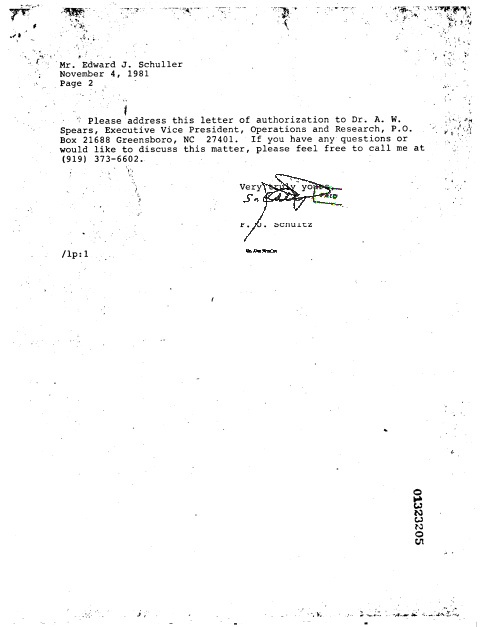 Mr. Edward J. Schuller
November 4, 1981
Page 2
Please address this letter of authorization to Dr. A. W.
Spears, Executive Vice President, Operations and Research, P.O.
Box 21688 Greensboro, NC 27401. If you have any questions or
would like to discuss this matter, please feel free to call me at
(919) 373-6602.
Very truly yours,
Schultz
/lp:1
01323205